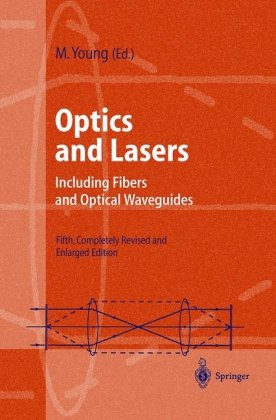 M. Young (Ed.)
Optics
and Lasers
Including Fibers
and Optical Waveguides
Fifth, Completely Revised and
Enlarged Edition
Springer